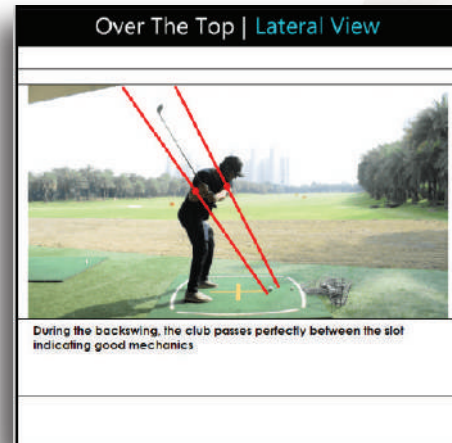 Over The Top | Lateral View
During the backswing, the club passes perfectly between the slot
indicating good mechanics